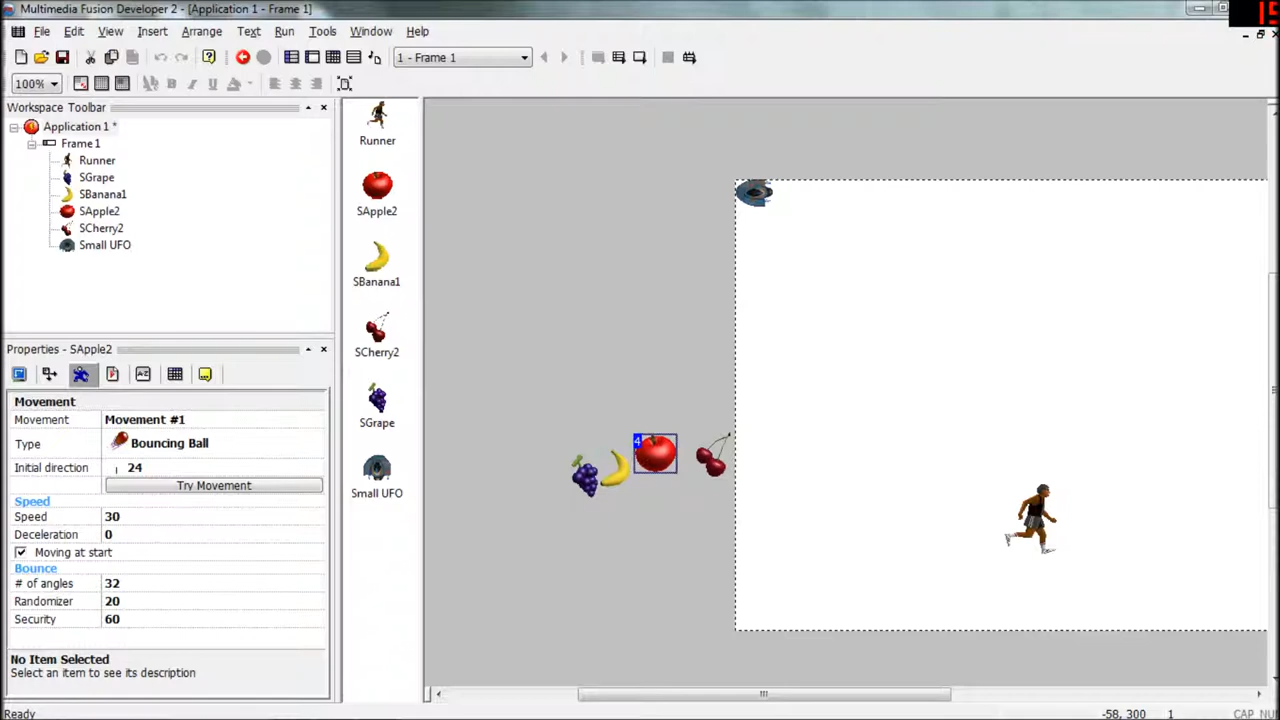 Multimedia Fusion Developer 2 - [Application 1 - Frame 1]
15
File Edit View Insert Arrange Text Run Tools Window Help
1 - Frame 1
100%
Workspace Toolbar
Application 1 *
Frame 1
Runner
SGrape
SBanana1
SApple2
SCherry2
Small UFO
Properties - SApple2
Movement
Movement Movement #1
Type Bouncing Ball
Initial direction 24
Try Movement
Speed
Speed 30
Deceleration 0
Moving at start
Bounce
# of angles 32
Randomizer 20
Security 60
No Item Selected
Select an item to see its description
Runner
SApple2
SBanana1
SCherry2
SGrape
Small UFO
4
Ready
-58, 300 1 CAP NU